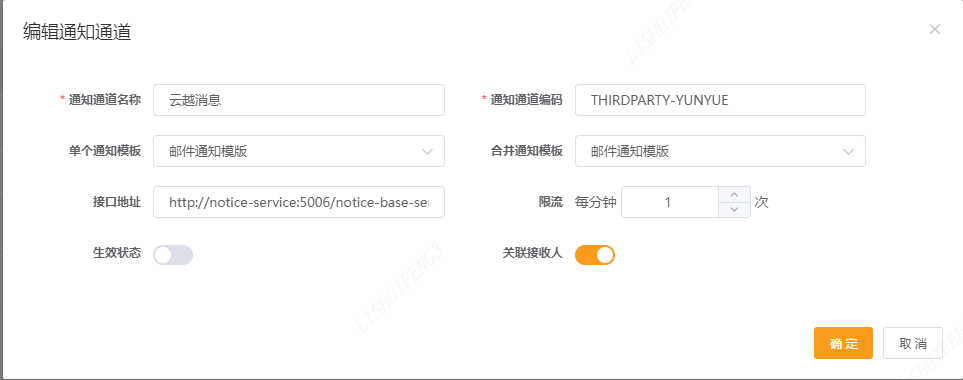 编辑通知通道
* 通知通道名称 云越消息 * 通知通道编码 THIRDPARTY-YUNYUE
单个通知模板 邮件通知模版 合并通知模板 邮件通知模版
接口地址 http://notice-service:5006/notice-base-se 限流 每分钟 1 次
生效状态 关联接收人
确 定 取 消
LISHUIFENG3
LISHUIFENG3
LISHUIFENG